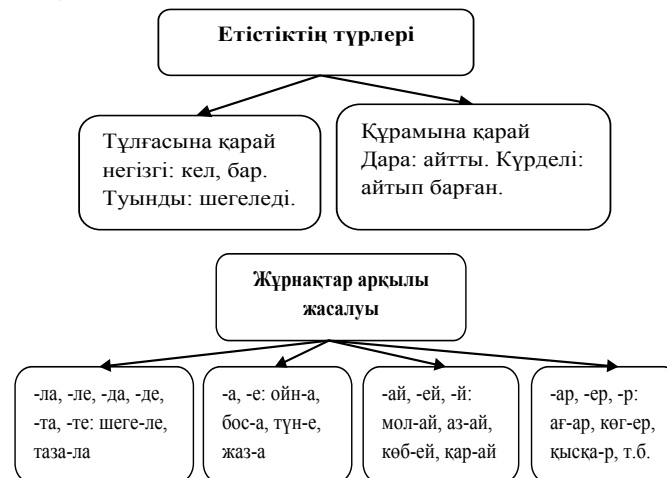 Етістіктің түрлері
Тұлғасына қарай
негізгі: кел, бар.
Туынды: шегеледі.
Құрамына қарай
Дара: айтты. Күрделі:
айтып барған.
Жұрнақтар арқылы
жасалуы
-ла, -ле, -да, -де,
-та, -те: шеге-ле,
таза-ла
-а, -е: ойн-а,
бос-а, түн-е,
жаз-а
-ай, -ей, -й:
мол-ай, аз-ай,
көб-ей, қар-ай
-ар, -ер, -р:
ағ-ар, көг-ер,
қысқа-р, т.б.